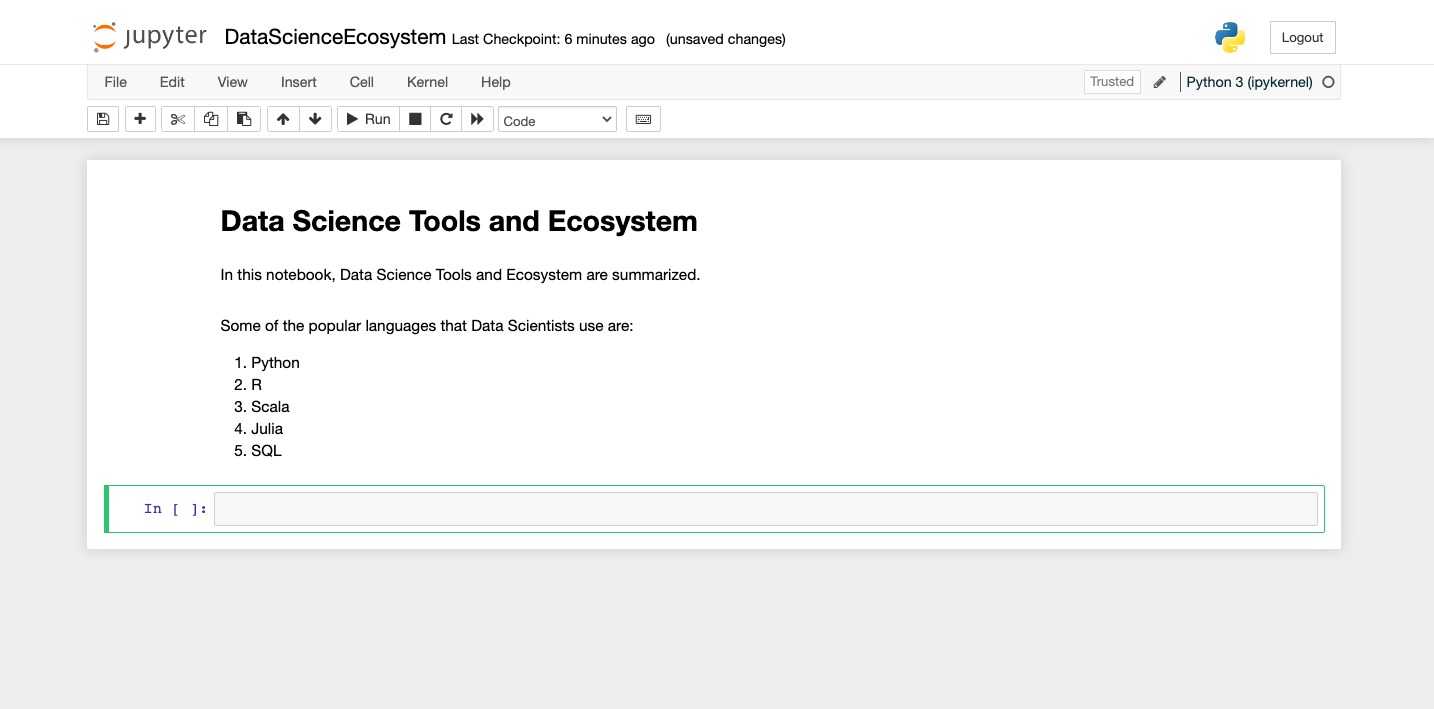 jupyter DataScienceEcosystem Last Checkpoint: 6 minutes ago (unsaved changes) Logout
File Edit View Insert Cell Kernel Help Trusted Python 3 (ipykernel)
Run Code
Data Science Tools and Ecosystem
In this notebook, Data Science Tools and Ecosystem are summarized.
Some of the popular languages that Data Scientists use are:
1. Python
2. R
3. Scala
4. Julia
5. SQL
In [ ]: